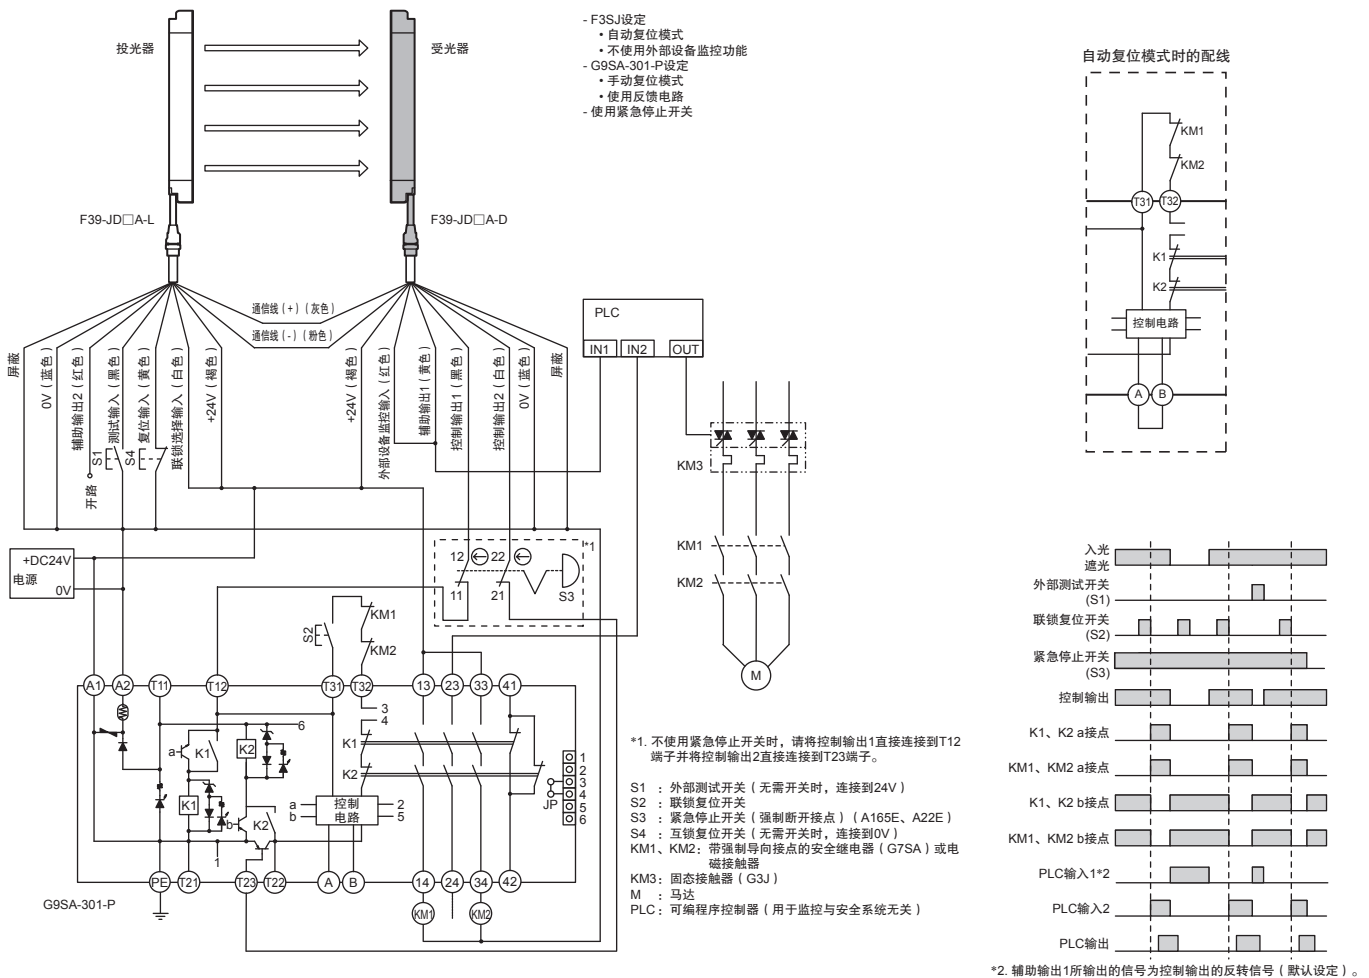 - F3SJ设定
• 自动复位模式
• 不使用外部设备监控功能
- G9SA-301-P设定
• 手动复位模式
• 使用反馈电路
- 使用紧急停止开关
投光器
受光器
F39-JD□A-L
F39-JD□A-D
通信线(+)(灰色)
通信线(-)(粉色)
屏蔽
0V(蓝色)
辅助输出2(红色)
测试输入(黑色)
复位输入(黄色)
联锁选择输入(白色)
+24V(褐色)
+24V(褐色)
外部设备监控输入(红色)
辅助输出1(黄色)
控制输出1(黑色)
控制输出2(白色)
0V(蓝色)
屏蔽
S1
S4
开路
PLC
IN1
IN2
OUT
KM3
KM1
KM2
M
+DC24V
电源
0V
12
22
*1
11
21
S3
S2
KM1
KM2
A1
A2
T11
T12
T31
T32
13
23
33
41
3
4
6
a
K1
K2
K1
K2
K1
b
K2
a
b
控制
电路
2
5
1
JP
1
2
3
4
5
6
PE
T21
T23
T22
A
B
14
24
34
42
G9SA-301-P
KM1
KM2
*1. 不使用紧急停止开关时，请将控制输出1直接连接到T12
端子并将控制输出2直接连接到T23端子。
S1 : 外部测试开关(无需开关时，连接到24V)
S2 : 联锁复位开关
S3 : 紧急停止开关(强制断开接点)(A165E、A22E)
S4 : 互锁复位开关(无需开关时，连接到0V)
KM1、KM2: 带强制导向接点的安全继电器(G7SA)或电
磁接触器
KM3: 固态接触器(G3J)
M : 马达
PLC : 可编程序控制器(用于监控与安全系统无关)
自动复位模式时的配线
KM1
KM2
T31
T32
K1
K2
控制电路
A
B
入光
遮光
外部测试开关
(S1)
联锁复位开关
(S2)
紧急停止开关
(S3)
控制输出
K1、K2 a接点
KM1、KM2 a接点
K1、K2 b接点
KM1、KM2 b接点
PLC输入1*2
PLC输入2
PLC输出
*2. 辅助输出1所输出的信号为控制输出的反转信号(默认设定)。